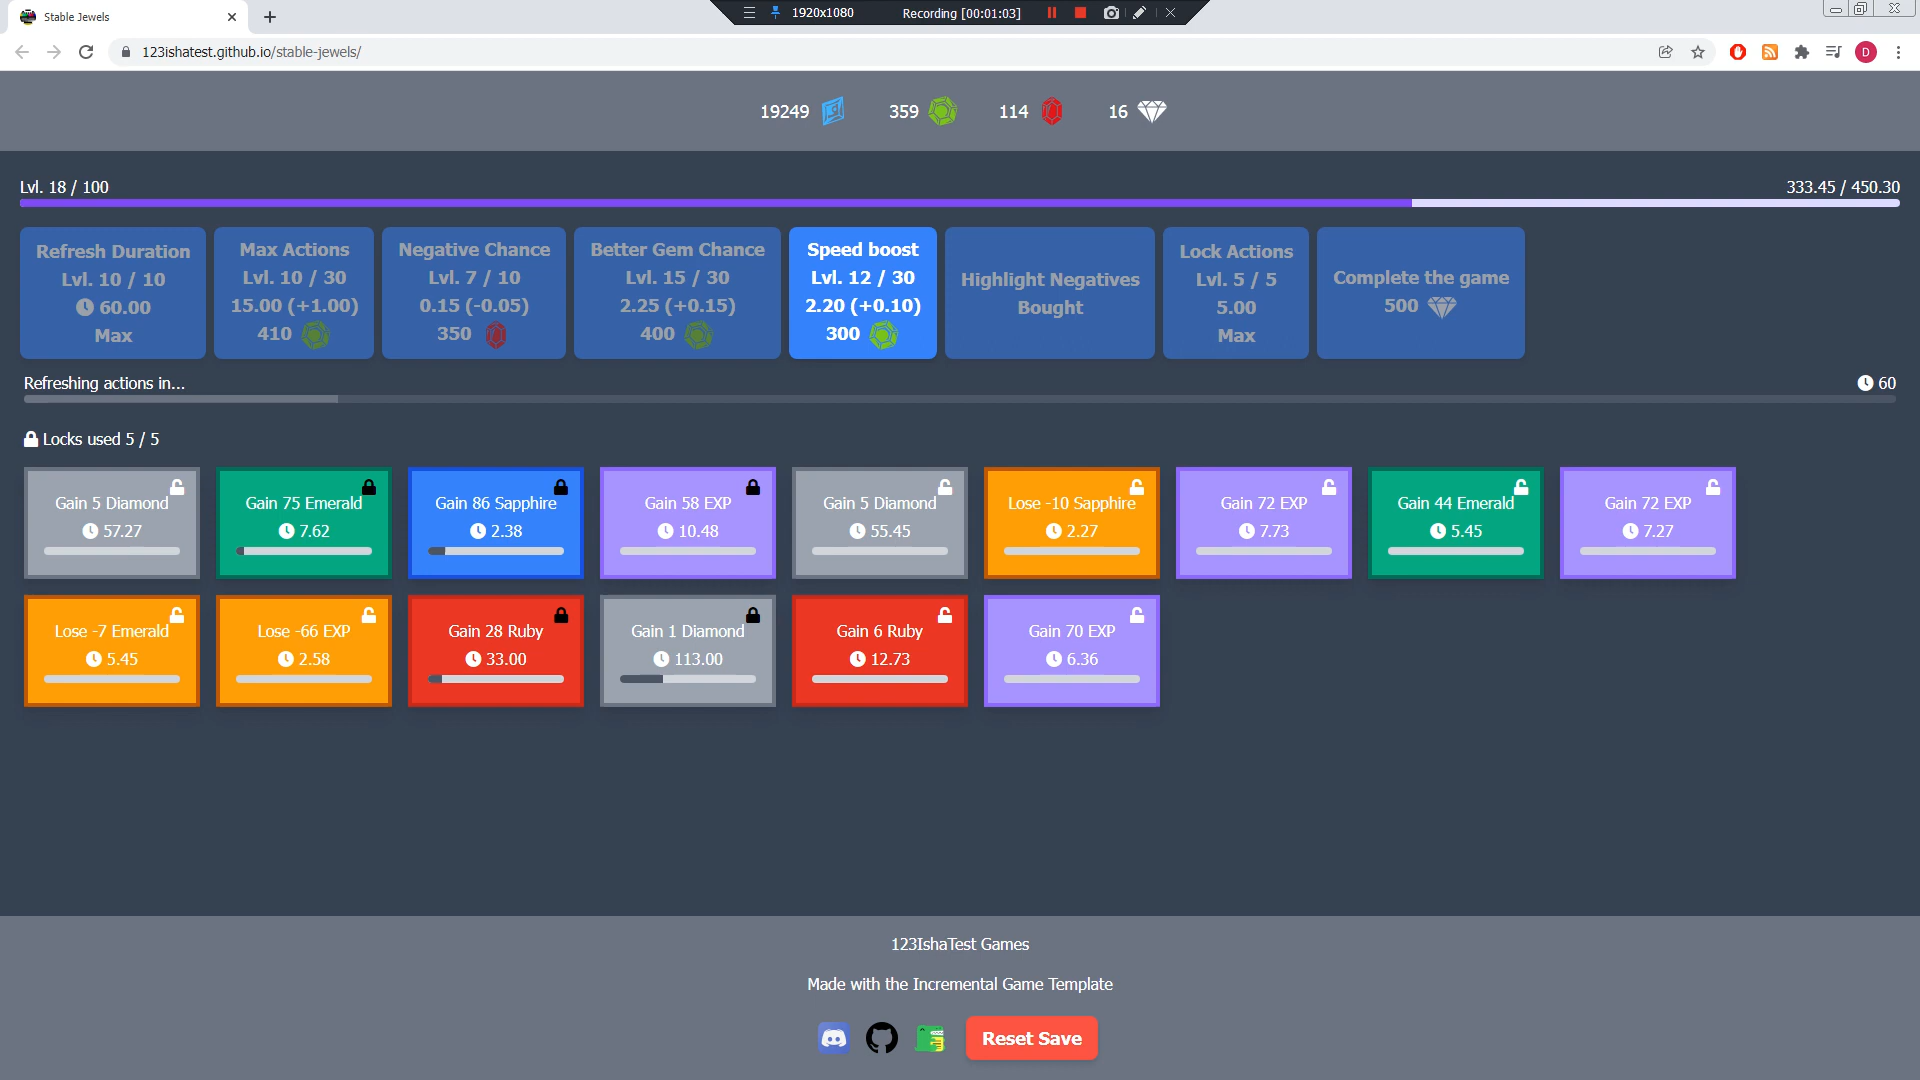 Stable Jewels
1920x1080
Recording [00:01:03]
123ishatest.github.io/stable-jewels/
D
19249
359
114
16
Lvl. 18 / 100
333.45 / 450.30
Refresh Duration
Lvl. 10 / 10
60.00
Max
Max Actions
Lvl. 10 / 30
15.00 (+1.00)
410
Negative Chance
Lvl. 7 / 10
0.15 (-0.05)
350
Better Gem Chance
Lvl. 15 / 30
2.25 (+0.15)
400
Speed boost
Lvl. 12 / 30
2.20 (+0.10)
300
Highlight Negatives
Bought
Lock Actions
Lvl. 5 / 5
5.00
Max
Complete the game
500
Refreshing actions in...
60
Locks used 5 / 5
Gain 5 Diamond
57.27
Gain 75 Emerald
7.62
Gain 86 Sapphire
2.38
Gain 58 EXP
10.48
Gain 5 Diamond
55.45
Lose -10 Sapphire
2.27
Gain 72 EXP
7.73
Gain 44 Emerald
5.45
Gain 72 EXP
7.27
Lose -7 Emerald
5.45
Lose -66 EXP
2.58
Gain 28 Ruby
33.00
Gain 1 Diamond
113.00
Gain 6 Ruby
12.73
Gain 70 EXP
6.36
123IshaTest Games
Made with the Incremental Game Template
Reset Save